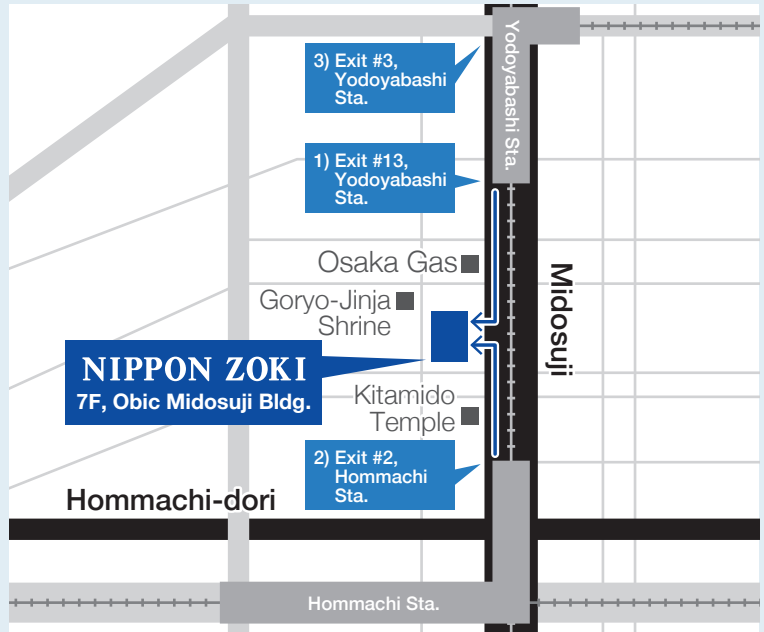 Yodoyabashi Sta.
3) Exit #3,
Yodoyabashi
Sta.
1) Exit #13,
Yodoyabashi
Sta.
Osaka Gas
Midosuji
Goryo-Jinja
Shrine
NIPPON ZOKI
7F, Obic Midosuji Bldg.
Kitamido
Temple
2) Exit #2,
Hommachi
Sta.
Hommachi-dori
Hommachi Sta.